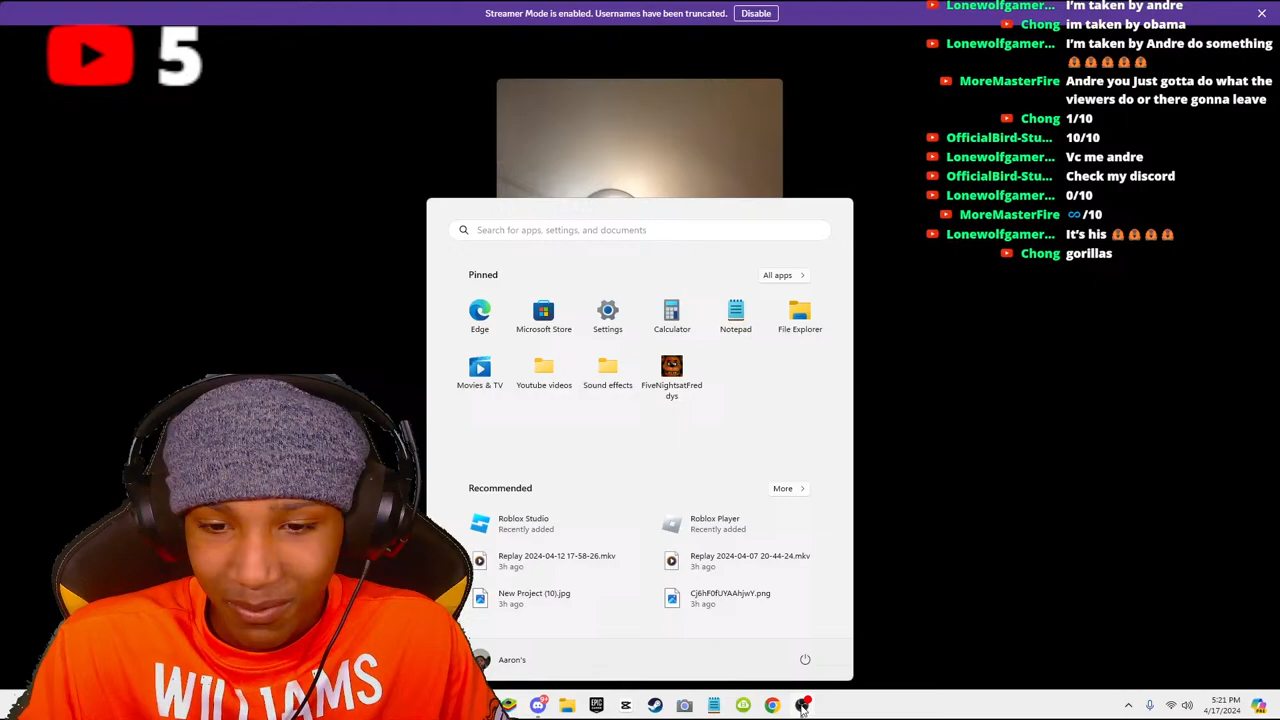 Streamer Mode is enabled. Usernames have been truncated.
Disable
5
Lonewolfgamer... I'm taken by andre
Chong im taken by obama
Lonewolfgamer... I'm taken by Andre do something
MoreMasterFire Andre you Just gotta do what the
viewers do or there gonna leave
Chong 1/10
OfficialBird-Stu... 10/10
Lonewolfgamer... Vc me andre
OfficialBird-Stu... Check my discord
Lonewolfgamer... 0/10
MoreMasterFire ∞/10
Lonewolfgamer... It's his
Chong gorillas
Search for apps, settings, and documents
Pinned
All apps
Edge
Microsoft Store
Settings
Calculator
Notepad
File Explorer
Movies & TV
Youtube videos
Sound effects
FiveNightsatFred
dys
Recommended
More
Roblox Studio
Recently added
Roblox Player
Recently added
Replay 2024-04-12 17-58-26.mkv
3h ago
Replay 2024-04-07 20-44-24.mkv
3h ago
New Project (10).jpg
3h ago
Cj6hF0fUYAAhjwY.png
3h ago
Aaron's
WILLIAMS
5:21 PM
4/17/2024